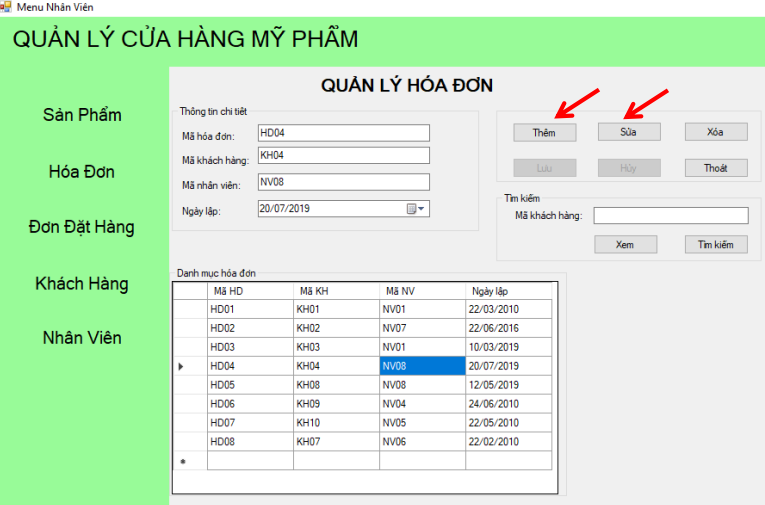 Menu Nhân Viên
QUẢN LÝ CỬA HÀNG MỸ PHẨM
QUẢN LÝ HÓA ĐƠN
Sản Phẩm
Hóa Đơn
Đơn Đặt Hàng
Khách Hàng
Nhân Viên
Thông tin chi tiết
Mã hóa đơn: HD04
Mã khách hàng: KH04
Mã nhân viên: NV08
Ngày lập: 20/07/2019
Thêm Sửa Xóa
Lưu Hủy Thoát
Tìm kiếm
Mã khách hàng:
Xem Tìm kiếm
Danh mục hóa đơn
Mã HD Mã KH Mã NV Ngày lập
HD01 KH01 NV01 22/03/2010
HD02 KH02 NV07 22/06/2016
HD03 KH03 NV01 10/03/2019
HD04 KH04 NV08 20/07/2019
HD05 KH08 NV08 12/05/2019
HD06 KH09 NV04 24/06/2010
HD07 KH10 NV05 22/05/2010
HD08 KH07 NV06 22/02/2010